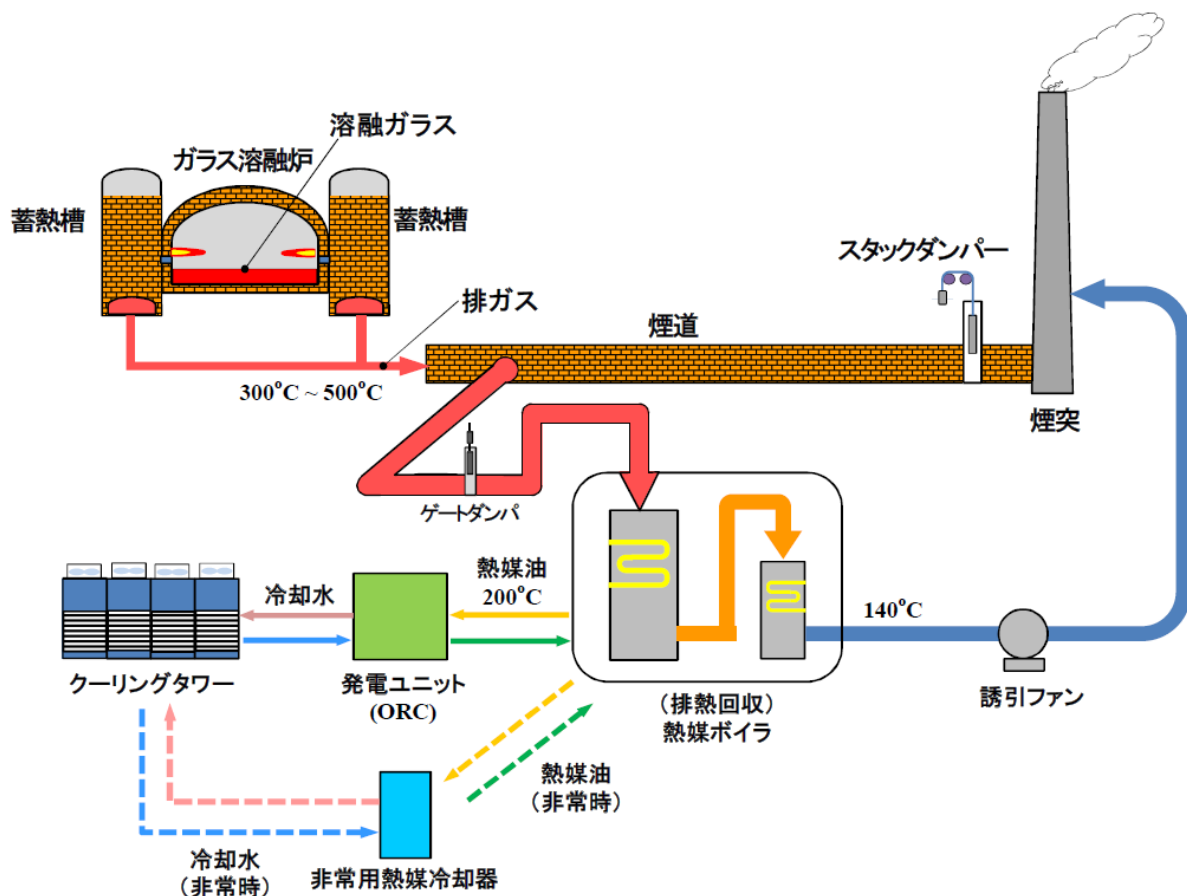 溶融ガラス
ガラス溶融炉
蓄熱槽
蓄熱槽
排ガス
300°C ~ 500°C
煙道
スタックダンパー
煙突
ゲートダンパ
熱媒油
200°C
冷却水
140°C
クーリングタワー
発電ユニット
(ORC)
（排熱回収）
熱媒ボイラ
誘引ファン
熱媒油
（非常時）
冷却水
（非常時）
非常用熱媒冷却器